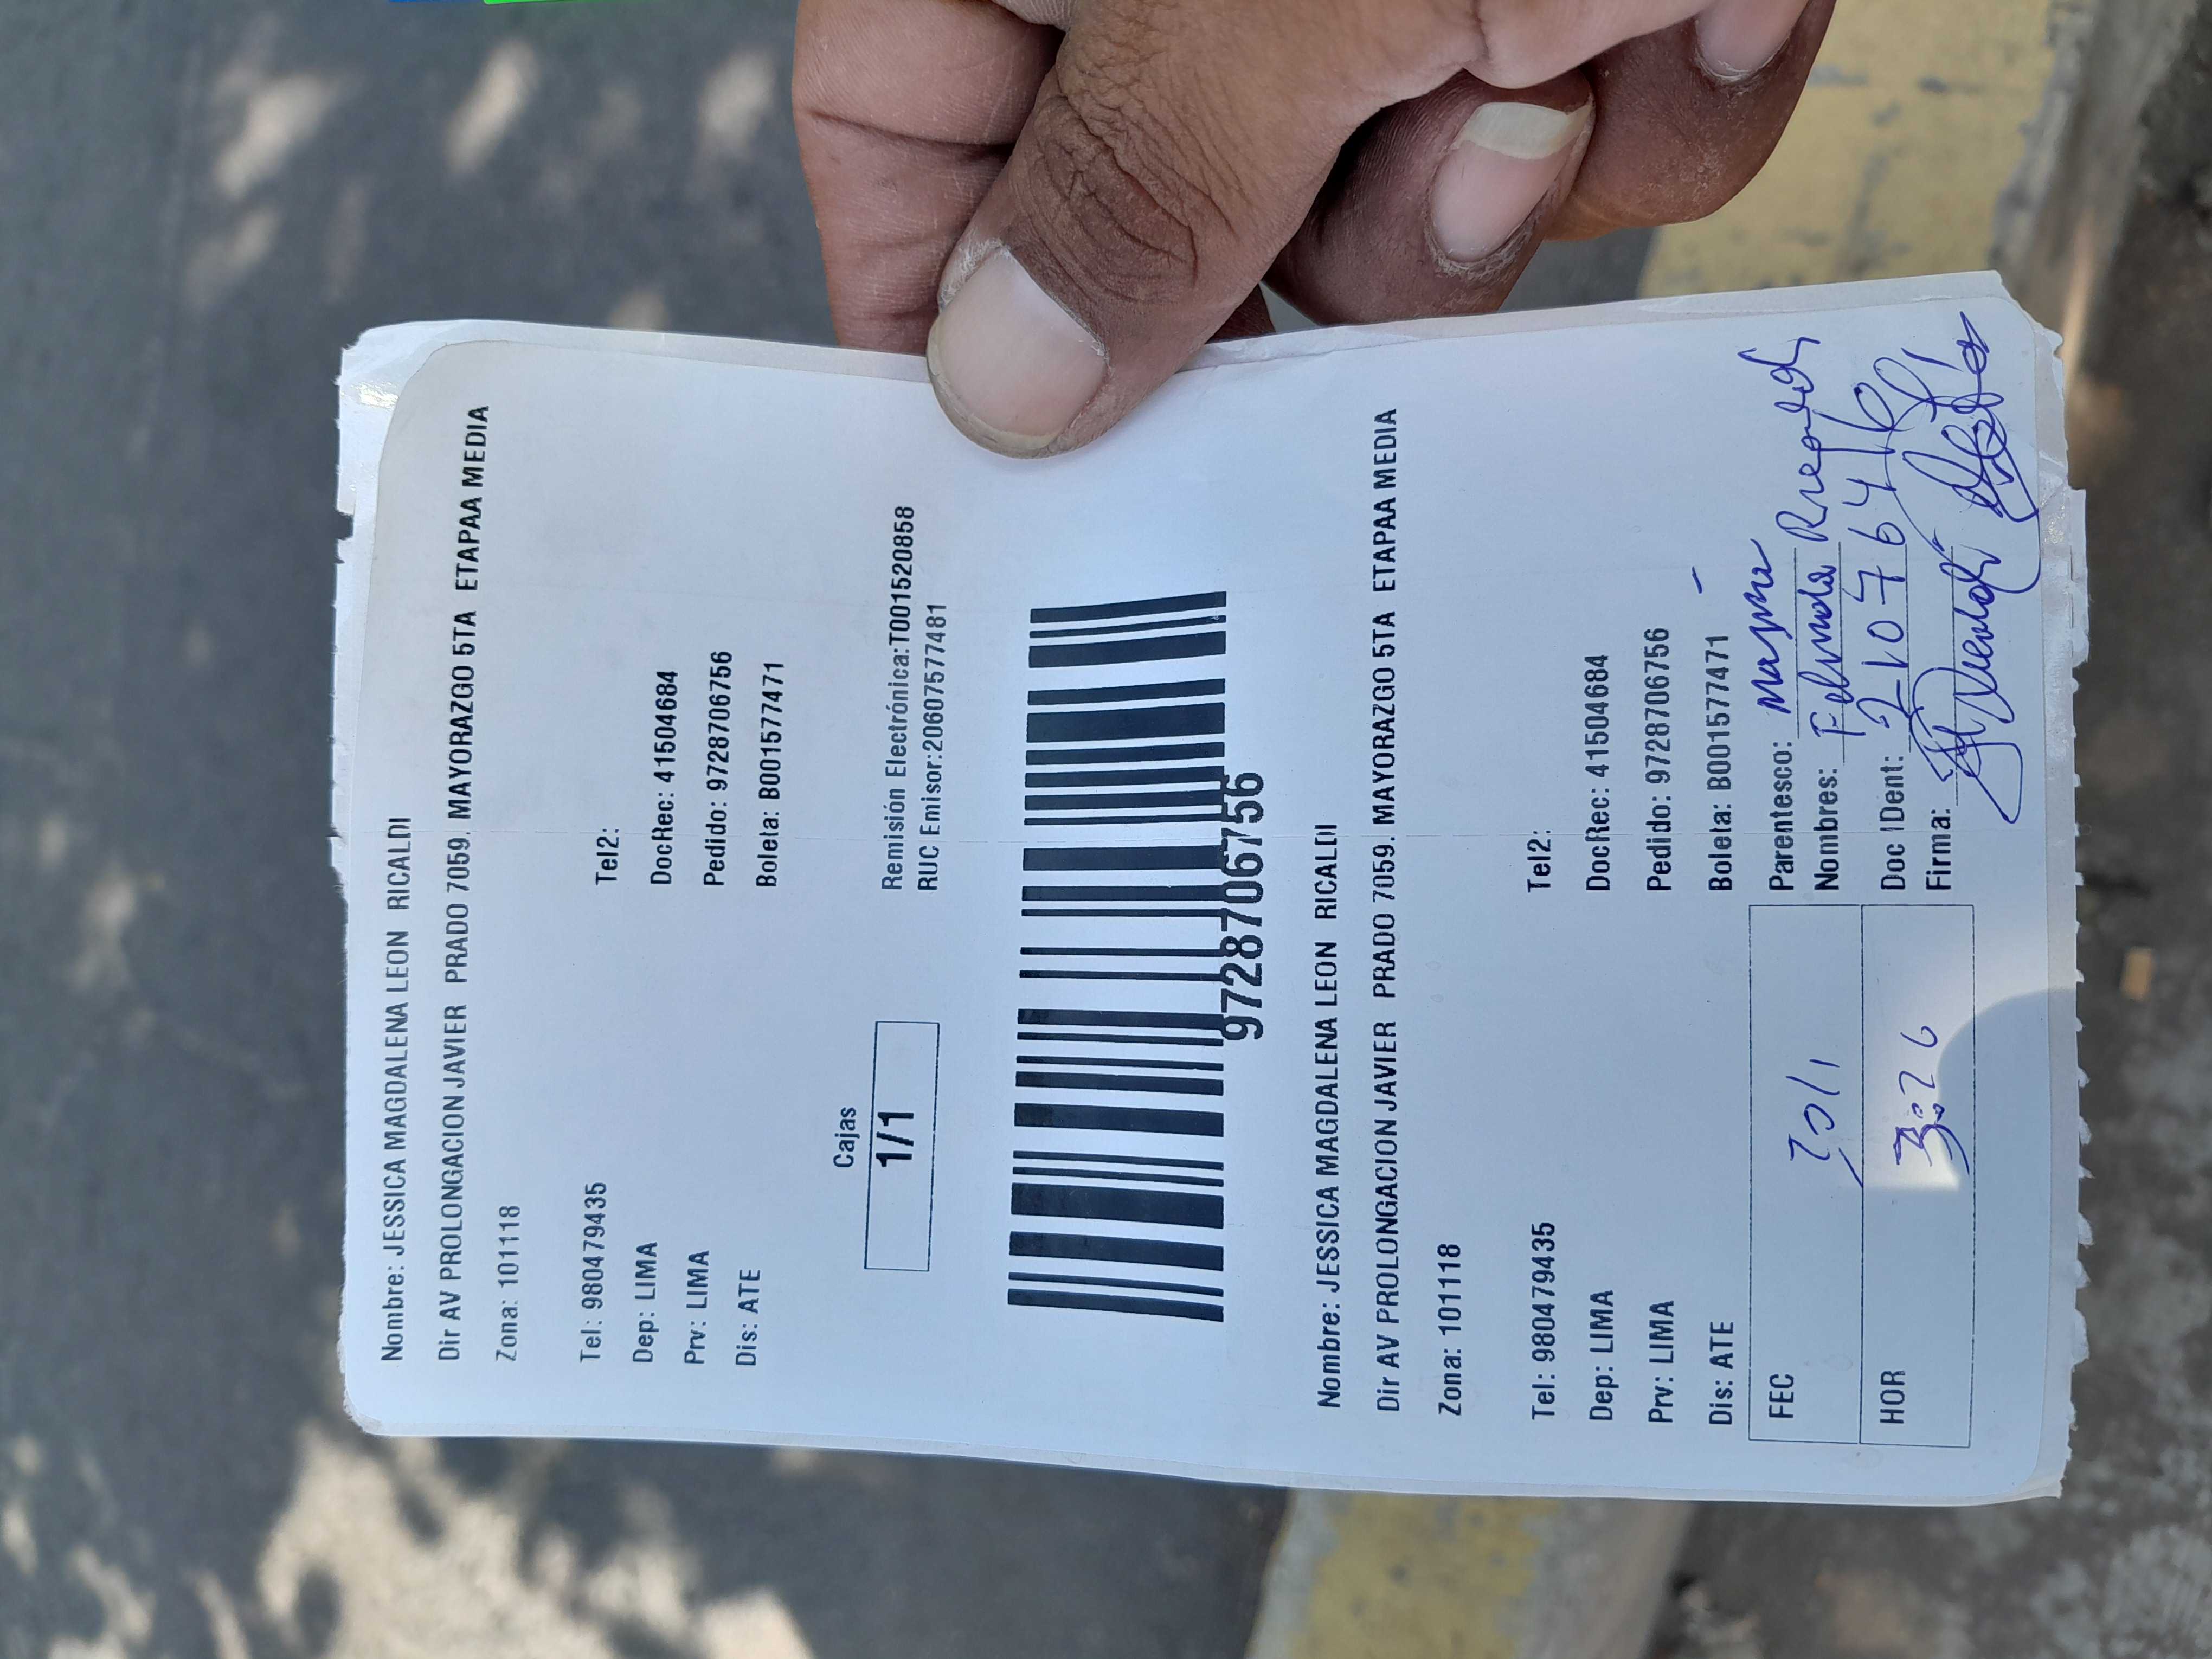 Nombre: JESSICA MAGDALENA LEON RICALDI
Dir AV PROLONGACION JAVIER PRADO 7059. MAYORAZGO 5TA ETAPAA MEDIA
Zona: 101118
Tel: 980479435 Tel2:
Dep: LIMA DocRec: 41504684
Prv: LIMA Pedido: 9728706756
Dis: ATE Boleta: B001577471
Cajas
1/1
Remisión Electrónica:T001520858
RUC Emisor:20607577481
9728706756
Nombre: JESSICA MAGDALENA LEON RICALDI
Dir AV PROLONGACION JAVIER PRADO 7059. MAYORAZGO 5TA ETAPAA MEDIA
Zona: 101118
Tel: 980479435 Tel2:
Dep: LIMA DocRec: 41504684
Prv: LIMA Pedido: 9728706756
Dis: ATE Boleta: B001577471
FEC 20/1 Parentesco:
Nombres:
HOR 3:26 Doc IDent:
Firma: